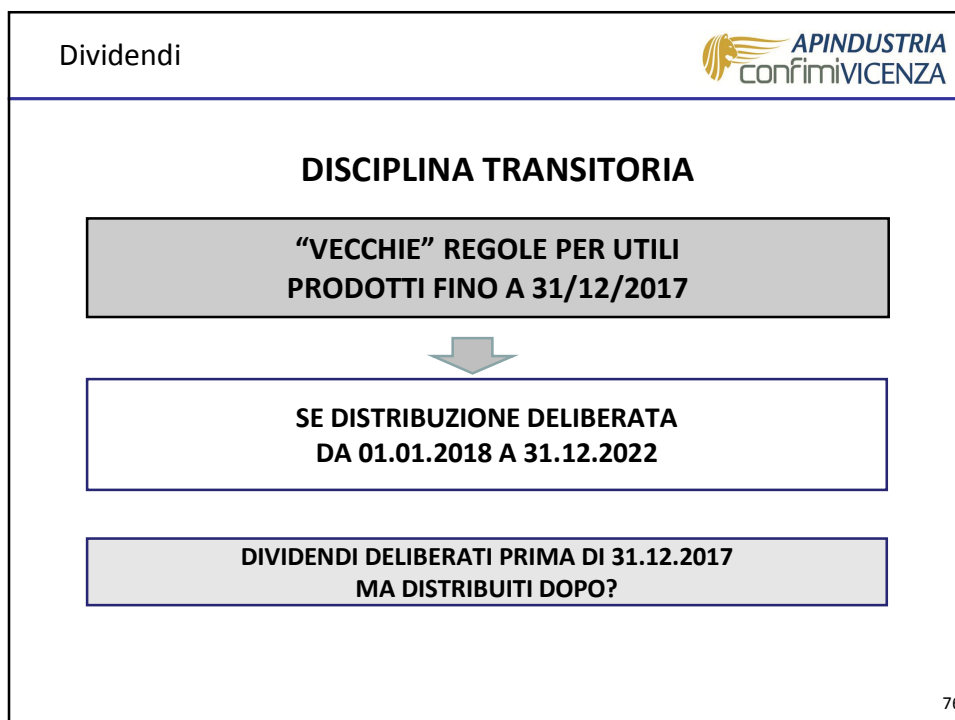 Dividendi
APINDUSTRIA
confimiVICENZA
DISCIPLINA TRANSITORIA
“VECCHIE” REGOLE PER UTILI
PRODOTTI FINO A 31/12/2017
SE DISTRIBUZIONE DELIBERATA
DA 01.01.2018 A 31.12.2022
DIVIDENDI DELIBERATI PRIMA DI 31.12.2017
MA DISTRIBUITI DOPO?
76